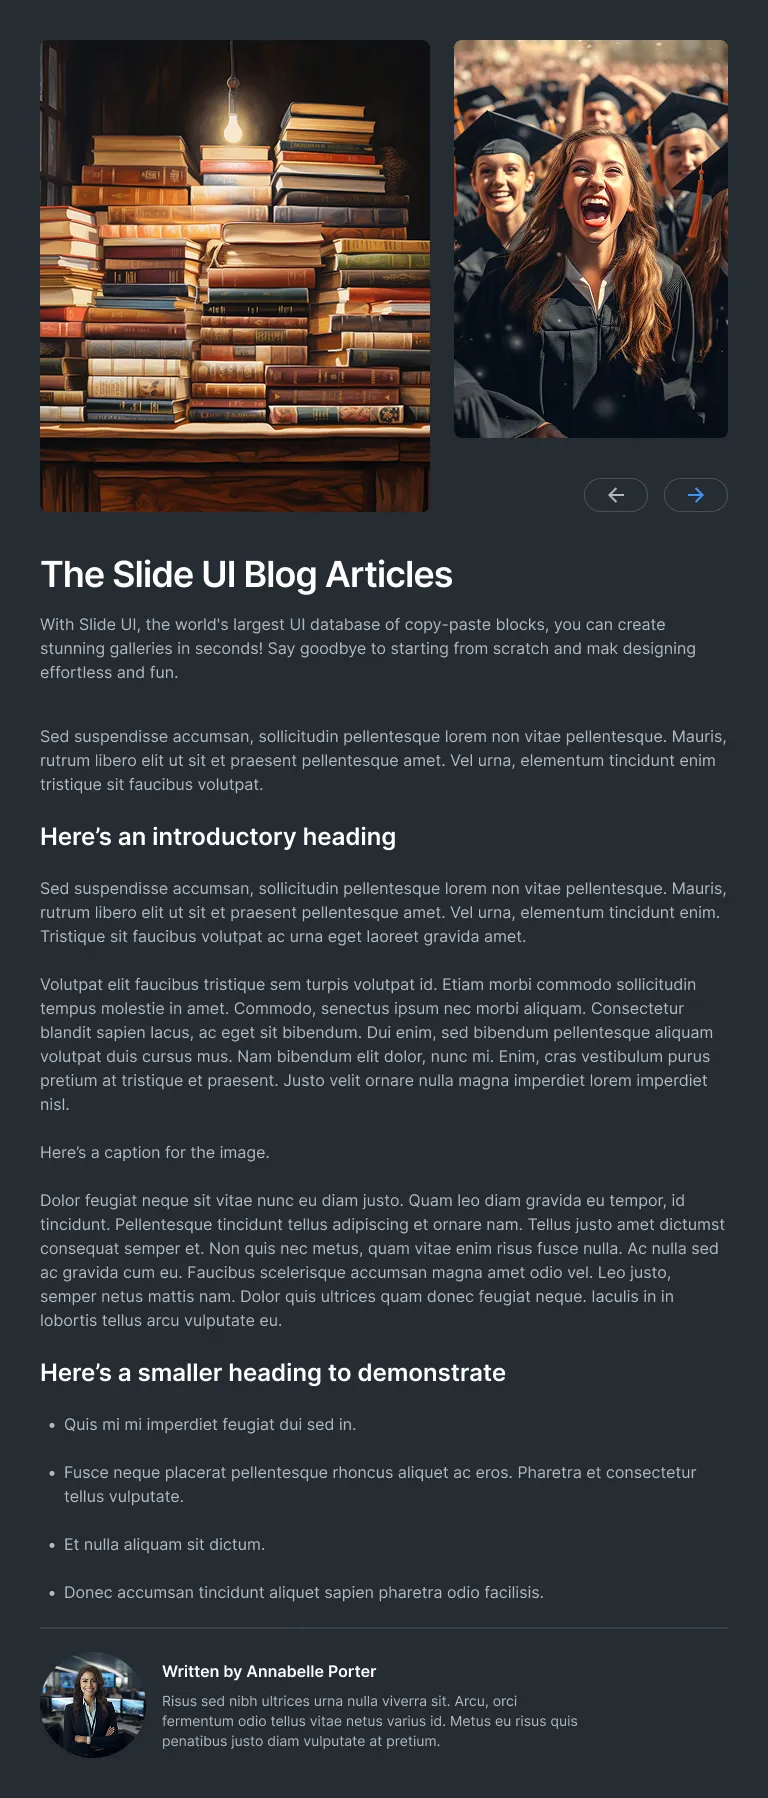 The Slide UI Blog Articles
With Slide UI, the world's largest UI database of copy-paste blocks, you can create
stunning galleries in seconds! Say goodbye to starting from scratch and mak designing
effortless and fun.
Sed suspendisse accumsan, sollicitudin pellentesque lorem non vitae pellentesque. Mauris,
rutrum libero elit ut sit et praesent pellentesque amet. Vel urna, elementum tincidunt enim
tristique sit faucibus volutpat.
Here’s an introductory heading
Sed suspendisse accumsan, sollicitudin pellentesque lorem non vitae pellentesque. Mauris,
rutrum libero elit ut sit et praesent pellentesque amet. Vel urna, elementum tincidunt enim.
Tristique sit faucibus volutpat ac urna eget laoreet gravida amet.
Volutpat elit faucibus tristique sem turpis volutpat id. Etiam morbi commodo sollicitudin
tempus molestie in amet. Commodo, senectus ipsum nec morbi aliquam. Consectetur
blandit sapien lacus, ac eget sit bibendum. Dui enim, sed bibendum pellentesque aliquam
volutpat duis cursus mus. Nam bibendum elit dolor, nunc mi. Enim, cras vestibulum purus
pretium at tristique et praesent. Justo velit ornare nulla magna imperdiet lorem imperdiet
nisl.
Here’s a caption for the image.
Dolor feugiat neque sit vitae nunc eu diam justo. Quam leo diam gravida eu tempor, id
tincidunt. Pellentesque tincidunt tellus adipiscing et ornare nam. Tellus justo amet dictumst
consequat semper et. Non quis nec metus, quam vitae enim risus fusce nulla. Ac nulla sed
ac gravida cum eu. Faucibus scelerisque accumsan magna amet odio vel. Leo justo,
semper netus mattis nam. Dolor quis ultrices quam donec feugiat neque. Iaculis in in
lobortis tellus arcu vulputate eu.
Here’s a smaller heading to demonstrate
• Quis mi mi imperdiet feugiat dui sed in.
• Fusce neque placerat pellentesque rhoncus aliquet ac eros. Pharetra et consectetur
tellus vulputate.
• Et nulla aliquam sit dictum.
• Donec accumsan tincidunt aliquet sapien pharetra odio facilisis.
Written by Annabelle Porter
Risus sed nibh ultrices urna nulla viverra sit. Arcu, orci
fermentum odio tellus vitae netus varius id. Metus eu risus quis
penatibus justo diam vulputate at pretium.